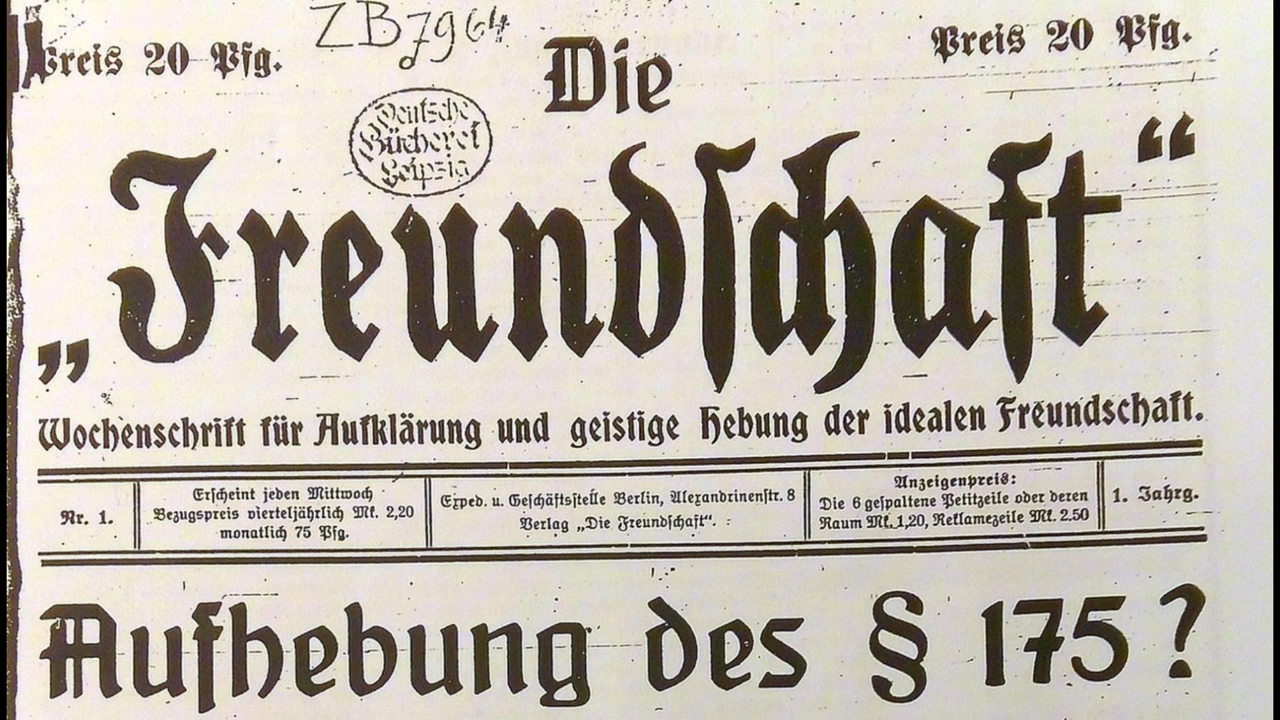 ZB 7964
Preis 20 Pfg.
Die
Preis 20 Pfg.
Deutsche
Bücherei
Leipzig
„Freundschaft“
Wochenschrift für Aufklärung und geistige Hebung der idealen Freundschaft.
Nr. 1.
Erscheint jeden Mittwoch
Bezugspreis vierteljährlich Mk. 2,20
monatlich 75 Pfg.
Exped. u. Geschäftsstelle Berlin, Alexandrinenstr. 8
Verlag „Die Freundschaft“.
Anzeigenpreis:
Die 6 gespaltene Petitzeile oder deren
Raum Mk. 1,20, Reklamezeile Mk. 2.50
1. Jahrg.
Aufhebung des § 175?